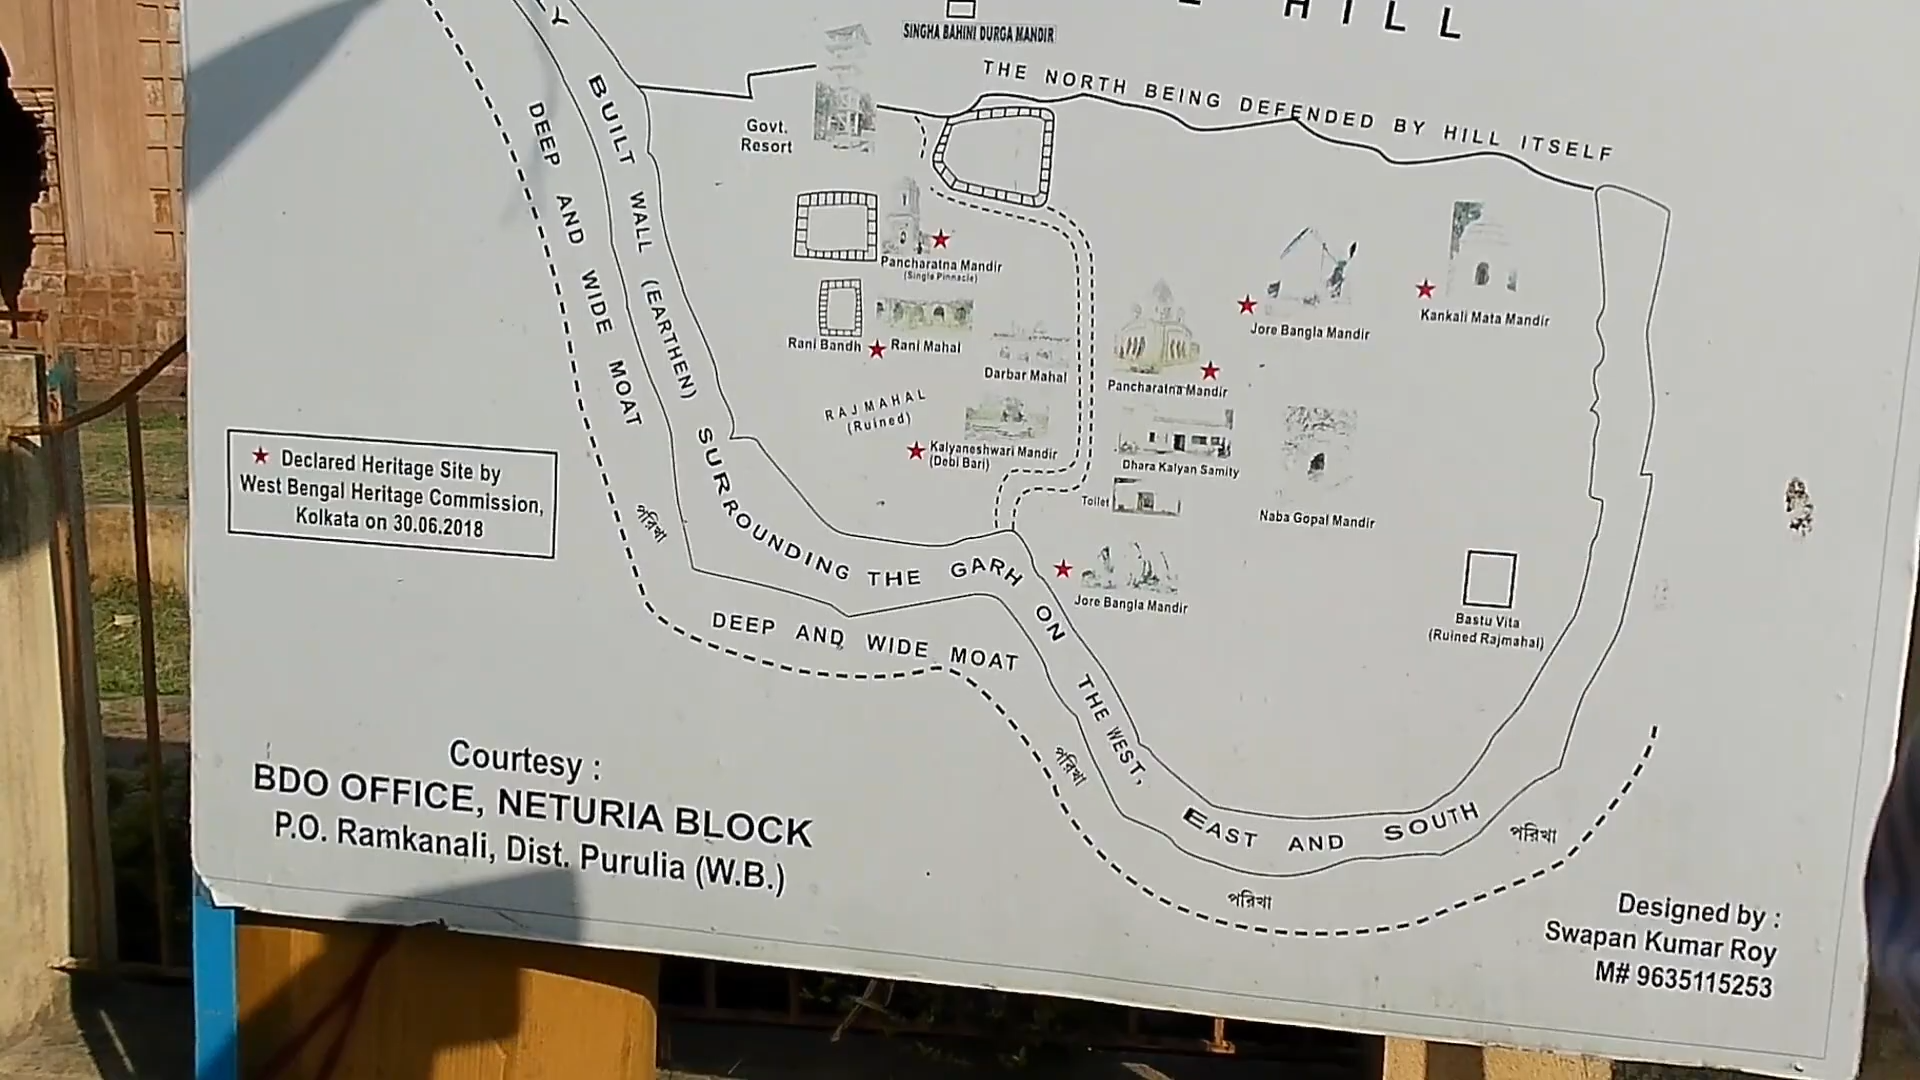 HILL
SINGHA BAHINI DURGA MANDIR
THE NORTH BEING DEFENDED BY HILL ITSELF
Govt.
Resort
Pancharatna Mandir
(Single Pinnacle)
Rani Bandh
Rani Mahal
Darbar Mahal
RAJMAHAL
(Ruined)
Kalyaneshwari Mandir
(Debi Bari)
Jore Bangla Mandir
Kankali Mata Mandir
Pancharatna Mandir
Dhara Kalyan Samity
Toilet
Naba Gopal Mandir
Jore Bangla Mandir
Bastu Vita
(Ruined Rajmahal)
BUILT WALL (EARTHEN) SURROUNDING THE GARH ON THE WEST, EAST AND SOUTH
DEEP AND WIDE MOAT
পরিখা
DEEP AND WIDE MOAT
পরিখা
পরিখা
পরিখা
★ Declared Heritage Site by
West Bengal Heritage Commission,
Kolkata on 30.06.2018
Courtesy :
BDO OFFICE, NETURIA BLOCK
P.O. Ramkanali, Dist. Purulia (W.B.)
Designed by :
Swapan Kumar Roy
M# 9635115253